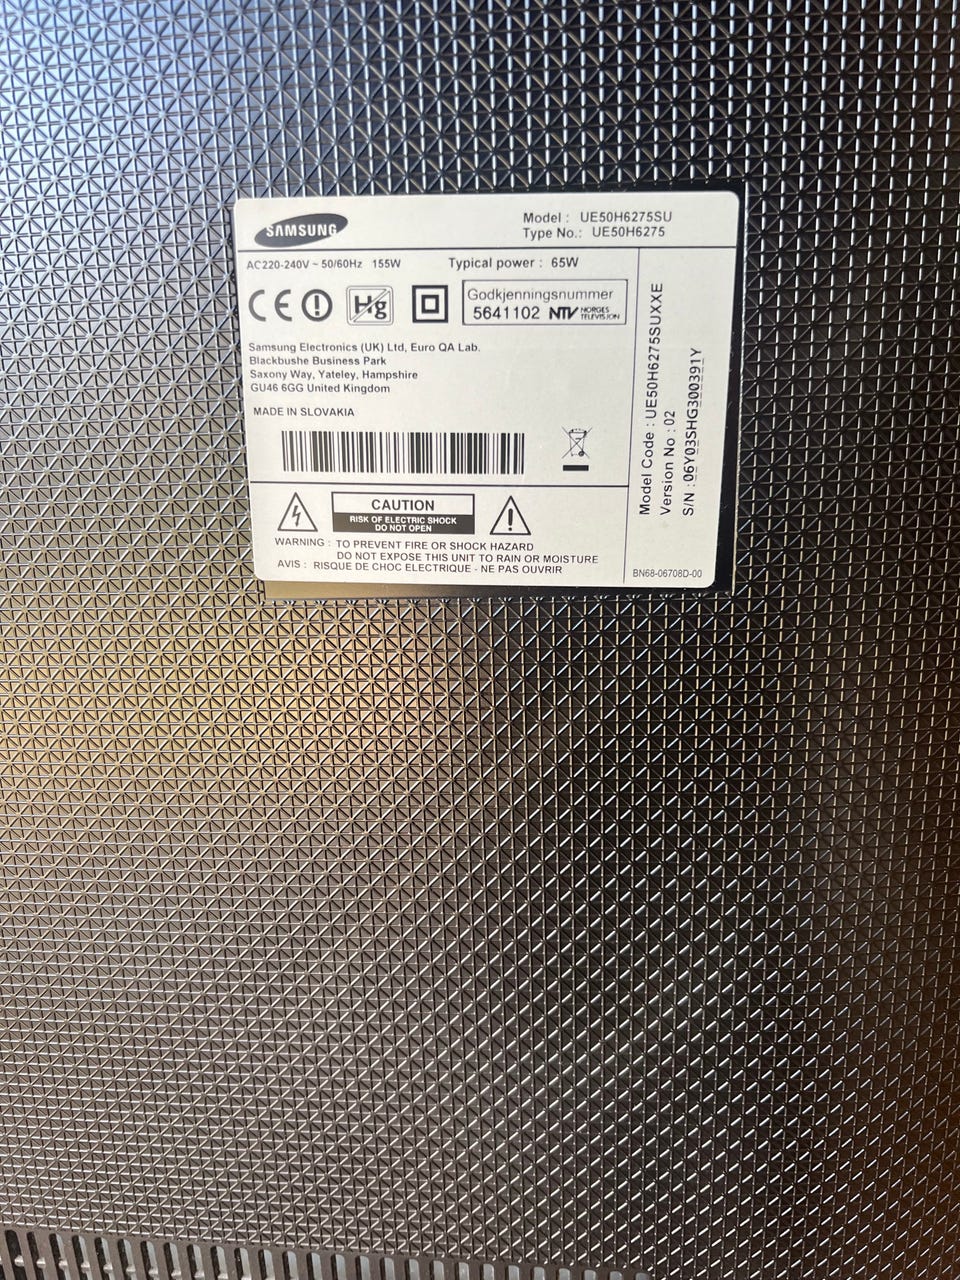 SAMSUNG
Model : UE50H6275SU
Type No.: UE50H6275
AC220-240V ~ 50/60Hz 155W Typical power : 65W
CE Hg
Godkjenningsnummer
5641102 NTV NORGES TELEVISJON
Samsung Electronics (UK) Ltd, Euro QA Lab.
Blackbushe Business Park
Saxony Way, Yateley, Hampshire
GU46 6GG United Kingdom
MADE IN SLOVAKIA
CAUTION
RISK OF ELECTRIC SHOCK
DO NOT OPEN
WARNING : TO PREVENT FIRE OR SHOCK HAZARD
DO NOT EXPOSE THIS UNIT TO RAIN OR MOISTURE
AVIS : RISQUE DE CHOC ELECTRIQUE - NE PAS OUVRIR
Model Code : UE50H6275SUXXE
Version No : 02
S/N : 06Y03SHG300391Y
BN68-06708D-00